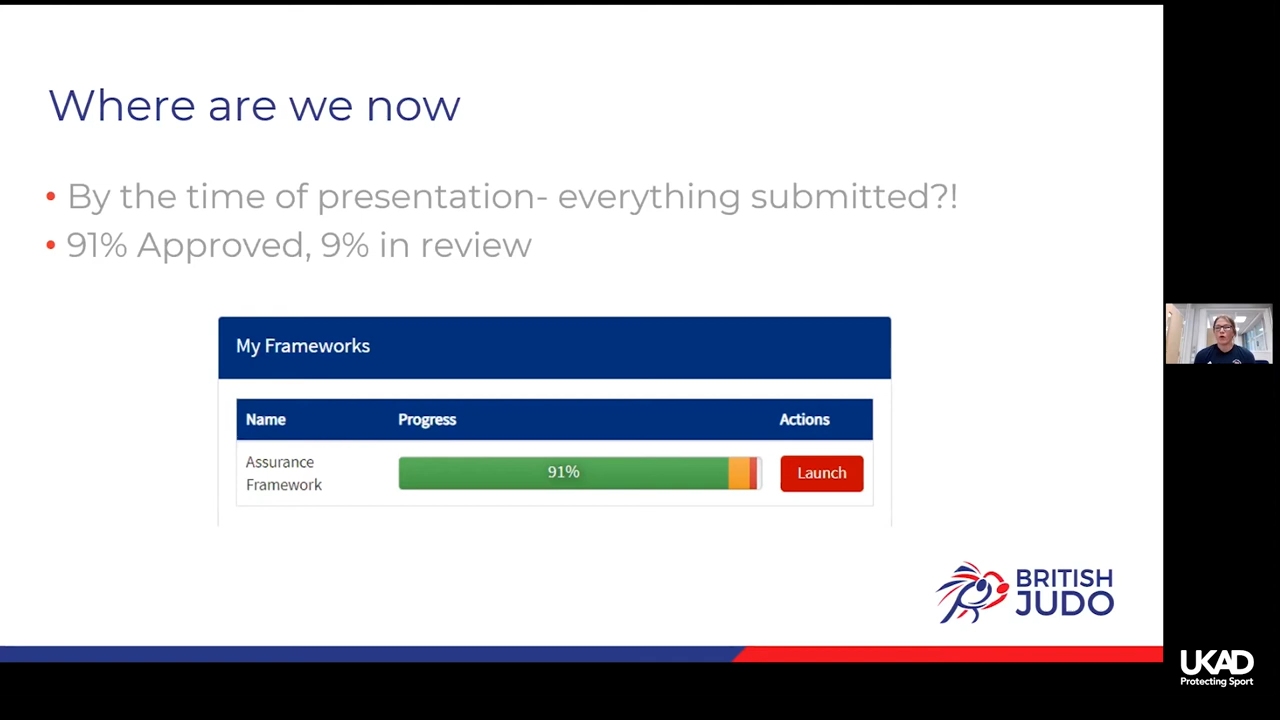 Where are we now
• By the time of presentation- everything submitted?!
• 91% Approved, 9% in review
My Frameworks
Name Progress Actions
Assurance
Framework
91%
Launch
BRITISH
JUDO
UKAD
Protecting Sport